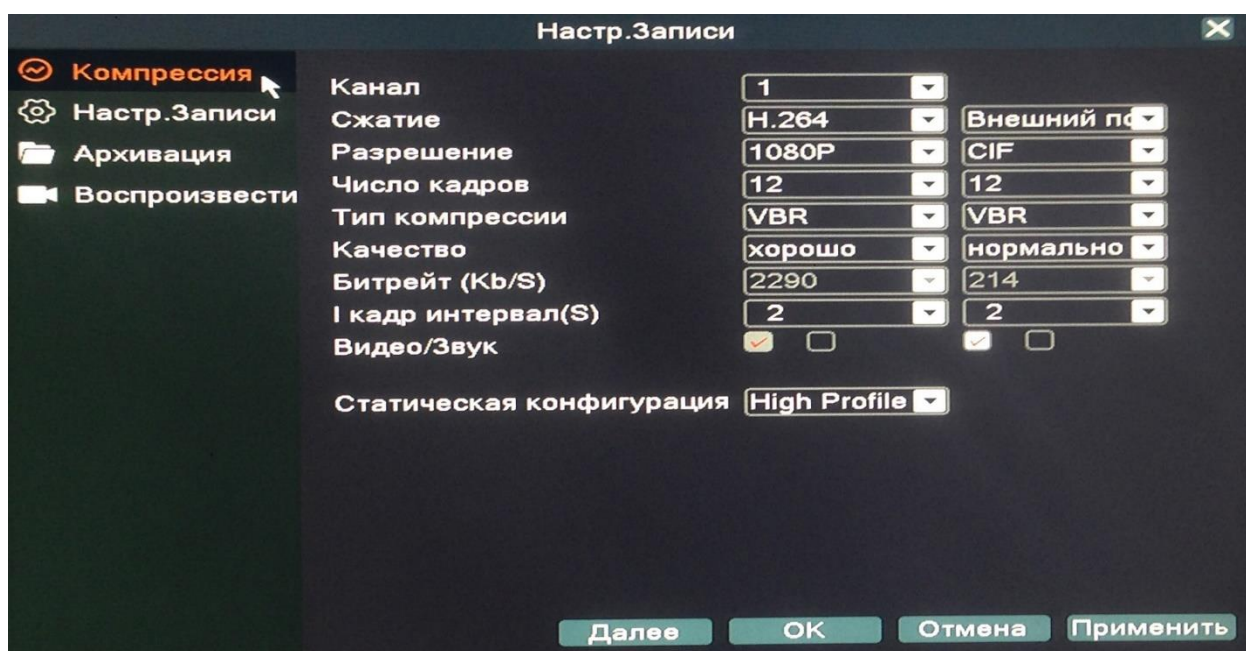 Настр.Записи
Компрессия
Настр.Записи
Архивация
Воспроизвести
Канал 1
Сжатие H.264 Внешний по
Разрешение 1080P CIF
Число кадров 12 12
Тип компрессии VBR VBR
Качество хорошо нормально
Битрейт (Kb/S) 2290 214
I кадр интервал(S) 2 2
Видео/Звук
Статическая конфигурация High Profile
Далее OK Отмена Применить